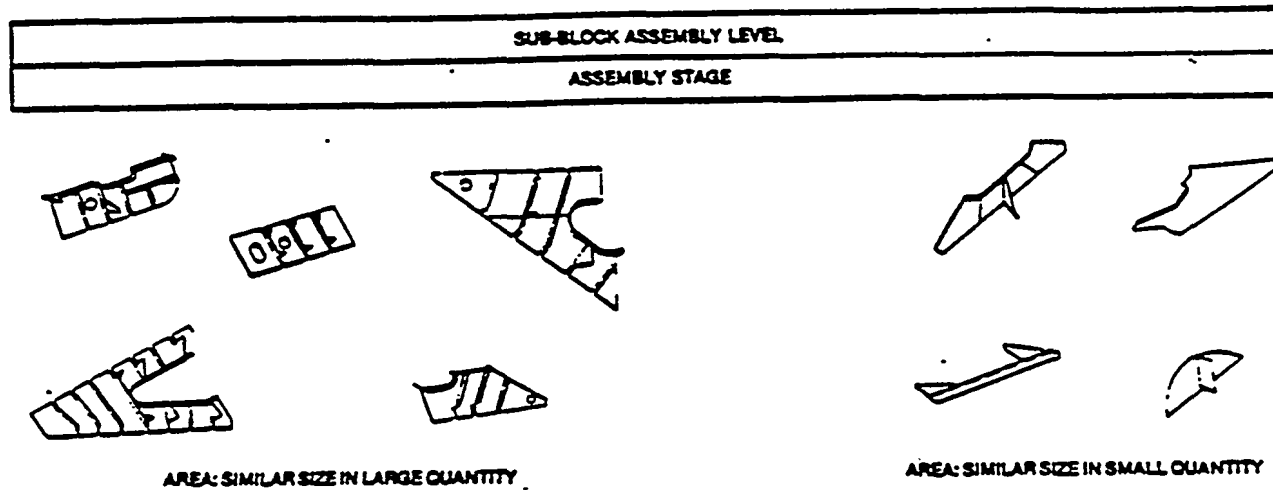 SUB-BLOCK ASSEMBLY LEVEL
ASSEMBLY STAGE
AREA: SIMILAR SIZE IN LARGE QUANTITY
AREA: SIMILAR SIZE IN SMALL QUANTITY